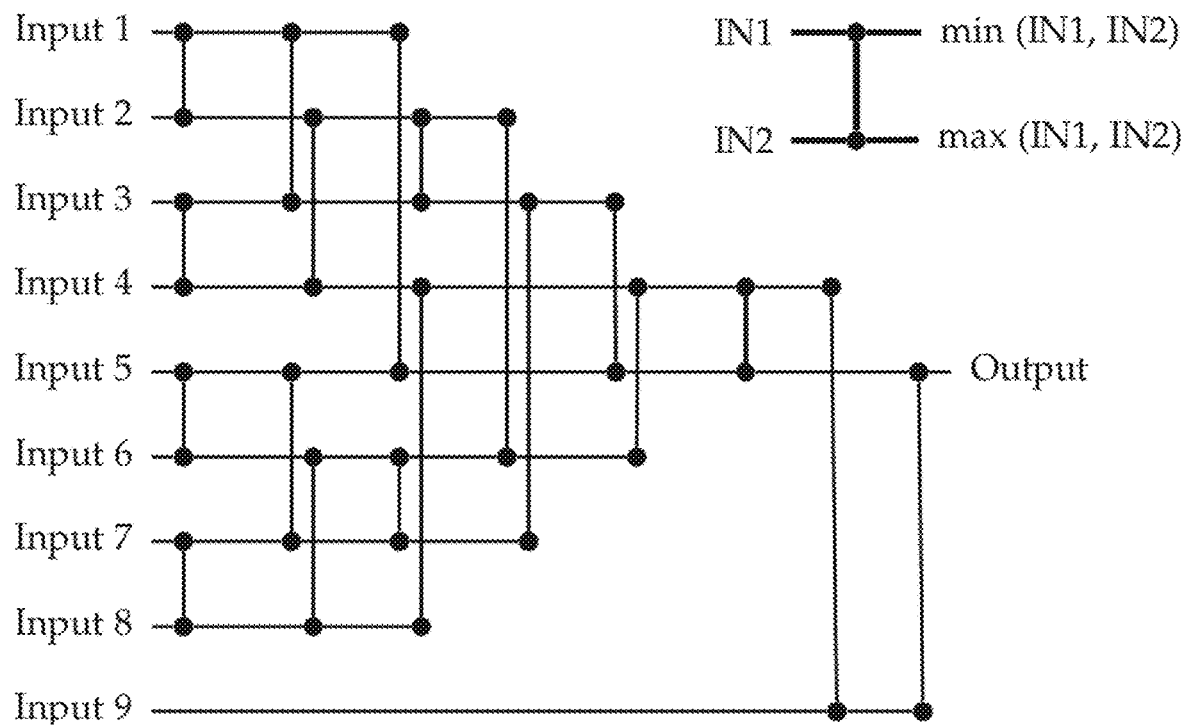 Input 1
Input 2
Input 3
Input 4
Input 5
Input 6
Input 7
Input 8
Input 9
IN1 min (IN1, IN2)
IN2 max (IN1, IN2)
Output